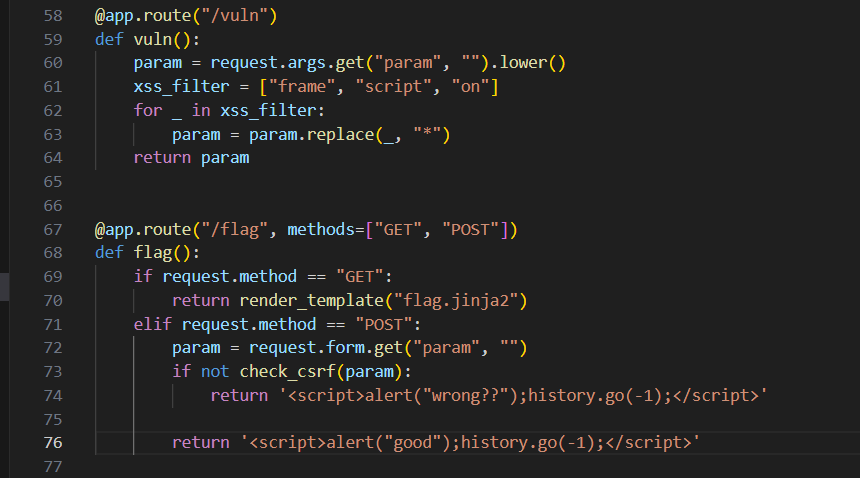 58 @app.route("/vuln")
59 def vuln():
60     param = request.args.get("param", "").lower()
61     xss_filter = ["frame", "script", "on"]
62     for _ in xss_filter:
63         param = param.replace(_, "*")
64     return param
65
66
67 @app.route("/flag", methods=["GET", "POST"])
68 def flag():
69     if request.method == "GET":
70         return render_template("flag.jinja2")
71     elif request.method == "POST":
72         param = request.form.get("param", "")
73         if not check_csrf(param):
74             return '<script>alert("wrong??");history.go(-1);</script>'
75
76         return '<script>alert("good");history.go(-1);</script>'
77